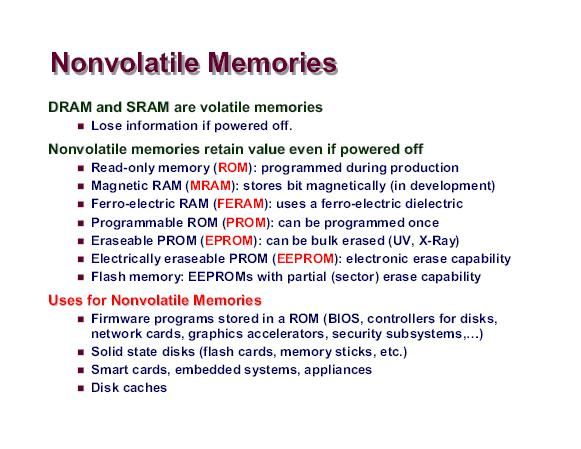 Nonvolatile Memories
DRAM and SRAM are volatile memories
■ Lose information if powered off.
Nonvolatile memories retain value even if powered off
■ Read-only memory (ROM): programmed during production
■ Magnetic RAM (MRAM): stores bit magnetically (in development)
■ Ferro-electric RAM (FERAM): uses a ferro-electric dielectric
■ Programmable ROM (PROM): can be programmed once
■ Eraseable PROM (EPROM): can be bulk erased (UV, X-Ray)
■ Electrically eraseable PROM (EEPROM): electronic erase capability
■ Flash memory: EEPROMs with partial (sector) erase capability
Uses for Nonvolatile Memories
■ Firmware programs stored in a ROM (BIOS, controllers for disks,
network cards, graphics accelerators, security subsystems,…)
■ Solid state disks (flash cards, memory sticks, etc.)
■ Smart cards, embedded systems, appliances
■ Disk caches